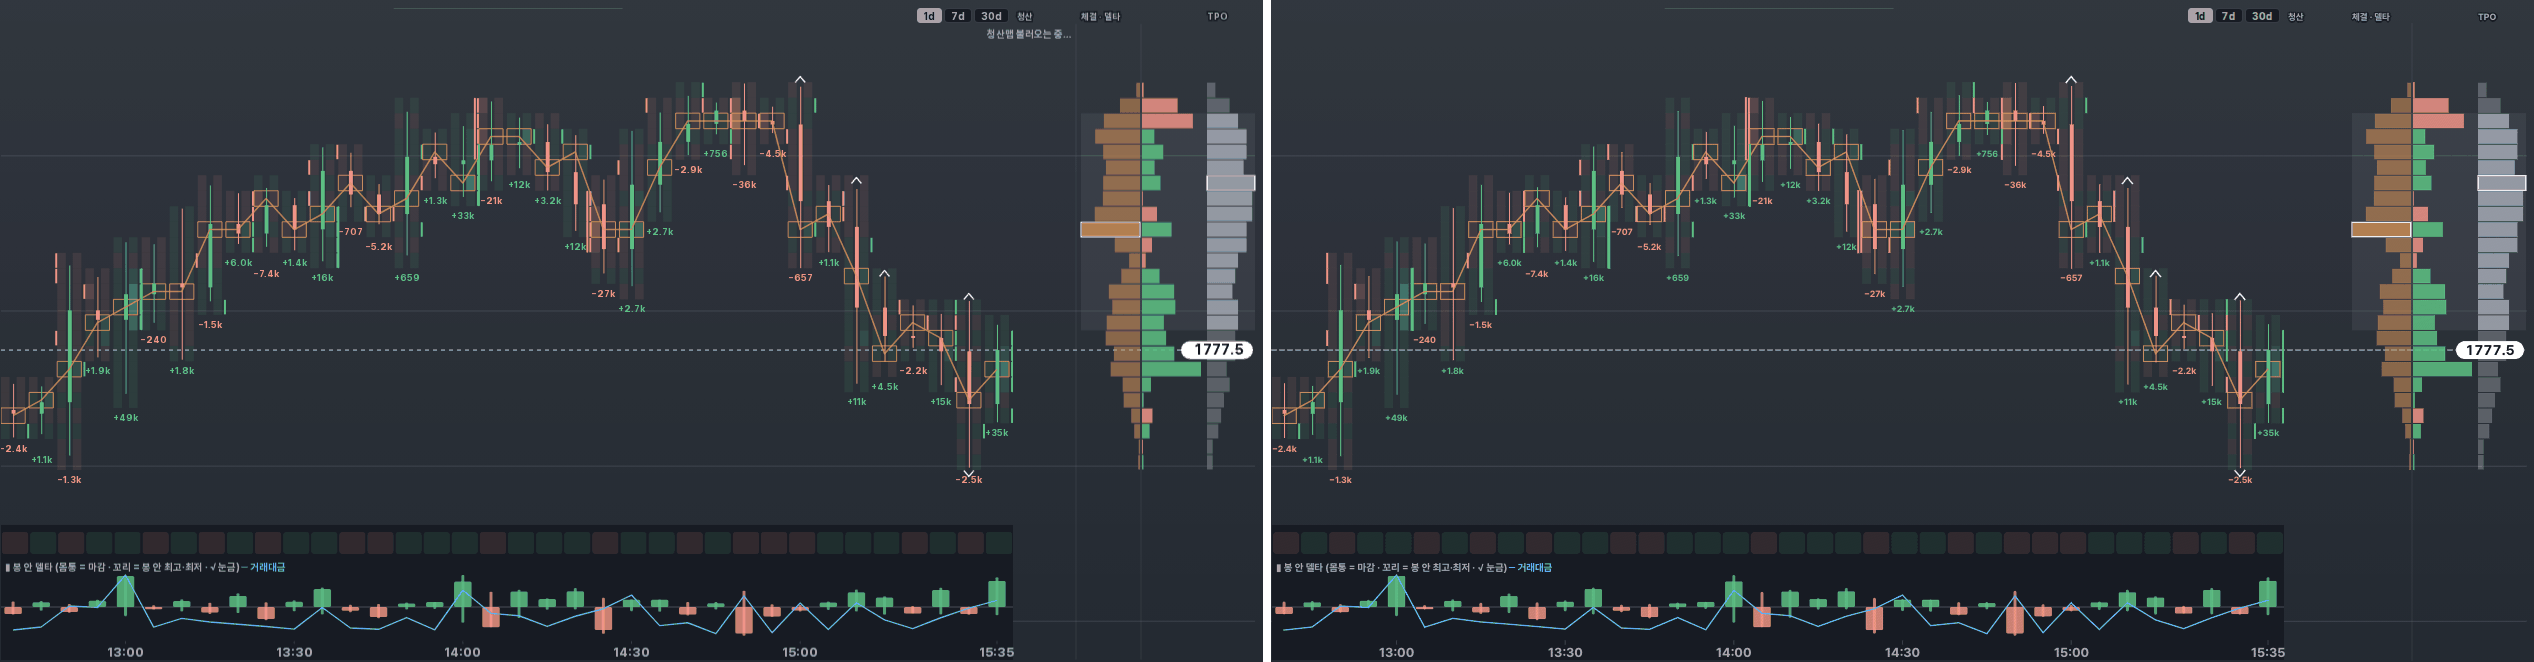 1d 7d 30d 청산 체결 · 델타 TPO
청산맵 불러오는 중...
+756 −4.5k
−2.9k
+12k −36k
+1.3k −21k +3.2k
+33k
−707 +2.7k
−5.2k +12k
+6.0k +1.4k +1.1k
−7.4k +16k +659 −657
−27k
+2.7k
−1.5k
−240
1777.5
+1.9k +1.8k −2.2k
+4.5k
+49k +11k +15k
+35k
−2.4k
+1.1k
−1.3k −2.5k
봉 안 델타 (몸통 = 마감 · 꼬리 = 봉 안 최고·최저 · √ 눈금) ─ 거래대금
13:00 13:30 14:00 14:30 15:00 15:35
1d 7d 30d 청산 체결 · 델타 TPO
+756 −4.5k
−2.9k
+12k −36k
+1.3k −21k +3.2k
+33k
−707 +2.7k
−5.2k +12k
+6.0k +1.4k +1.1k
−7.4k +16k +659 −657
−27k
+2.7k
−1.5k
−240
1777.5
+1.9k +1.8k −2.2k
+4.5k
+49k +11k +15k
+35k
−2.4k
+1.1k
−1.3k −2.5k
봉 안 델타 (몸통 = 마감 · 꼬리 = 봉 안 최고·최저 · √ 눈금) ─ 거래대금
13:00 13:30 14:00 14:30 15:00 15:35